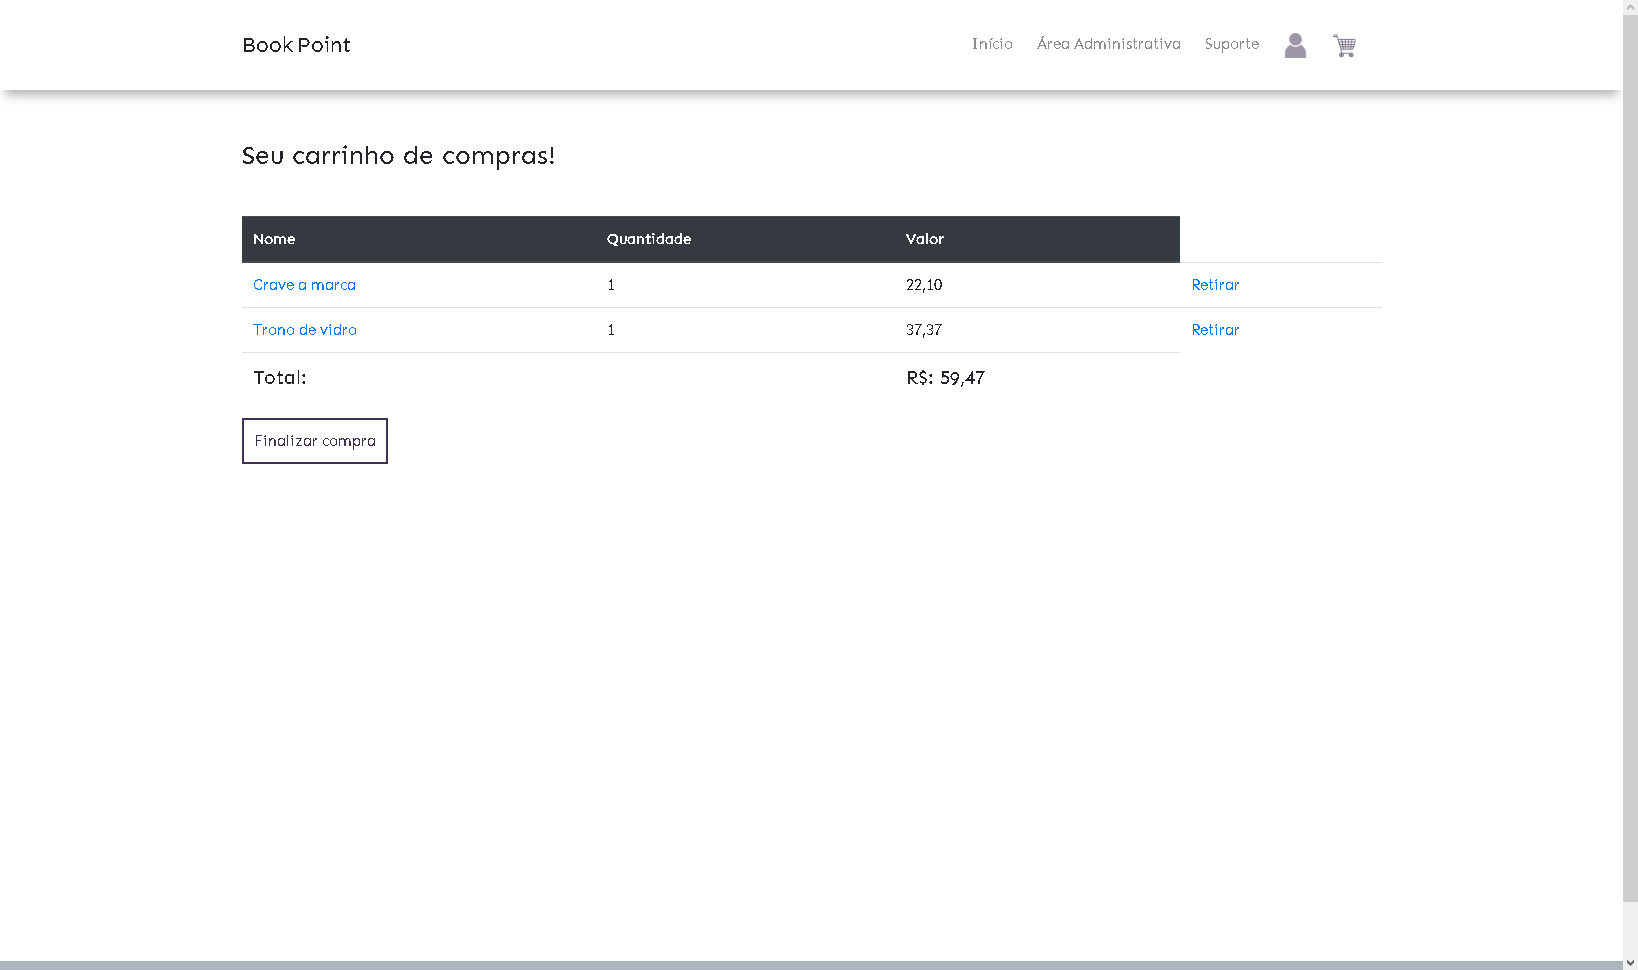 Book Point Início Área Administrativa Suporte
Seu carrinho de compras!
Nome Quantidade Valor
Crave a marca 1 22,10 Retirar
Trono de vidro 1 37,37 Retirar
Total: R$: 59,47
Finalizar compra